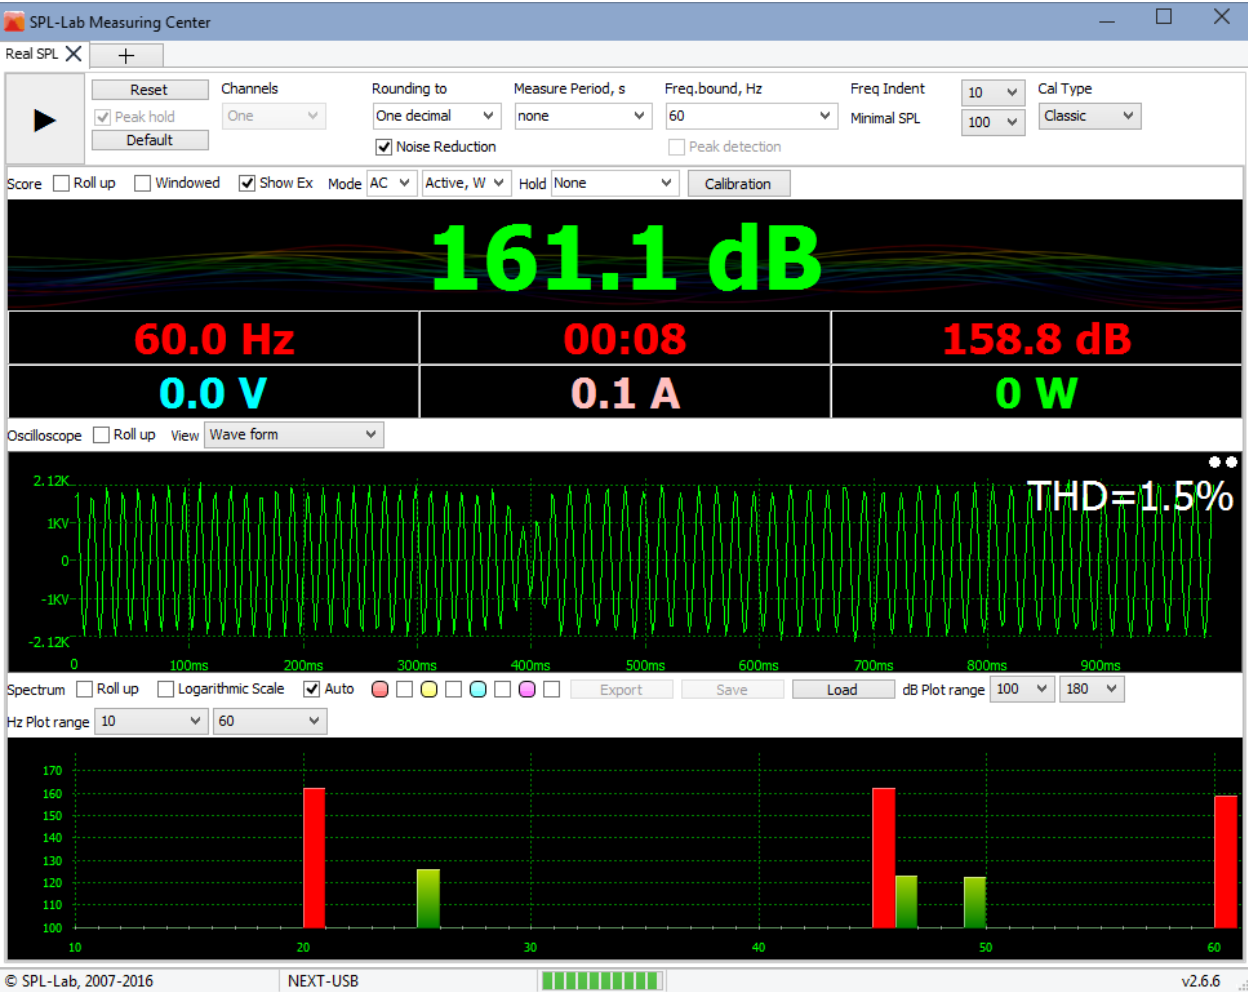 SPL-Lab Measuring Center
Real SPL
Reset Channels Rounding to Measure Period, s Freq.bound, Hz Freq Indent 10 Cal Type
Peak hold One One decimal none 60 Minimal SPL 100 Classic
Default Noise Reduction Peak detection
Score Roll up Windowed Show Ex Mode AC Active, W Hold None Calibration
161.1 dB
60.0 Hz 00:08 158.8 dB
0.0 V 0.1 A 0 W
Oscilloscope Roll up View Wave form
2.12K
THD=1.5%
1KV
0
-1KV
-2.12K
0 100ms 200ms 300ms 400ms 500ms 600ms 700ms 800ms 900ms
Spectrum Roll up Logarithmic Scale Auto Export Save Load dB Plot range 100 180
Hz Plot range 10 60
170
160
150
140
130
120
110
100
10 20 30 40 50 60
© SPL-Lab, 2007-2016 NEXT-USB v2.6.6